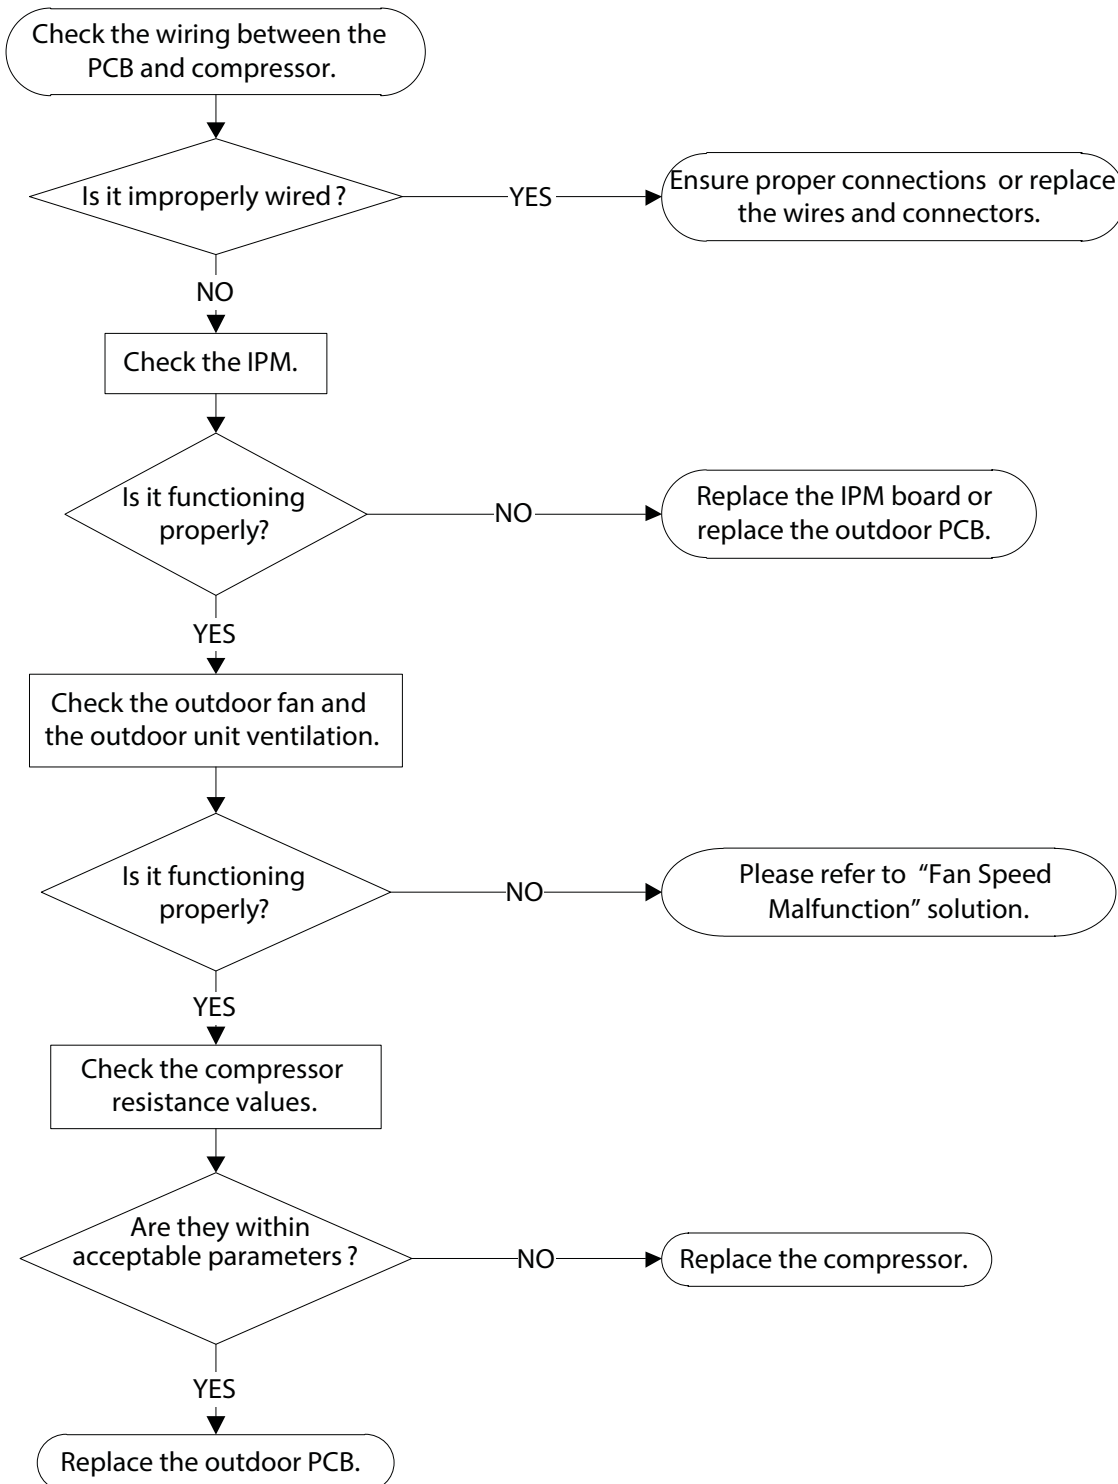 Check the wiring between the
PCB and compressor.
Is it improperly wired ?
YES
Ensure proper connections or replace
the wires and connectors.
NO
Check the IPM.
Is it functioning
properly?
NO
Replace the IPM board or
replace the outdoor PCB.
YES
Check the outdoor fan and
the outdoor unit ventilation.
Is it functioning
properly?
NO
Please refer to “Fan Speed
Malfunction” solution.
YES
Check the compressor
resistance values.
Are they within
acceptable parameters ?
NO
Replace the compressor.
YES
Replace the outdoor PCB.